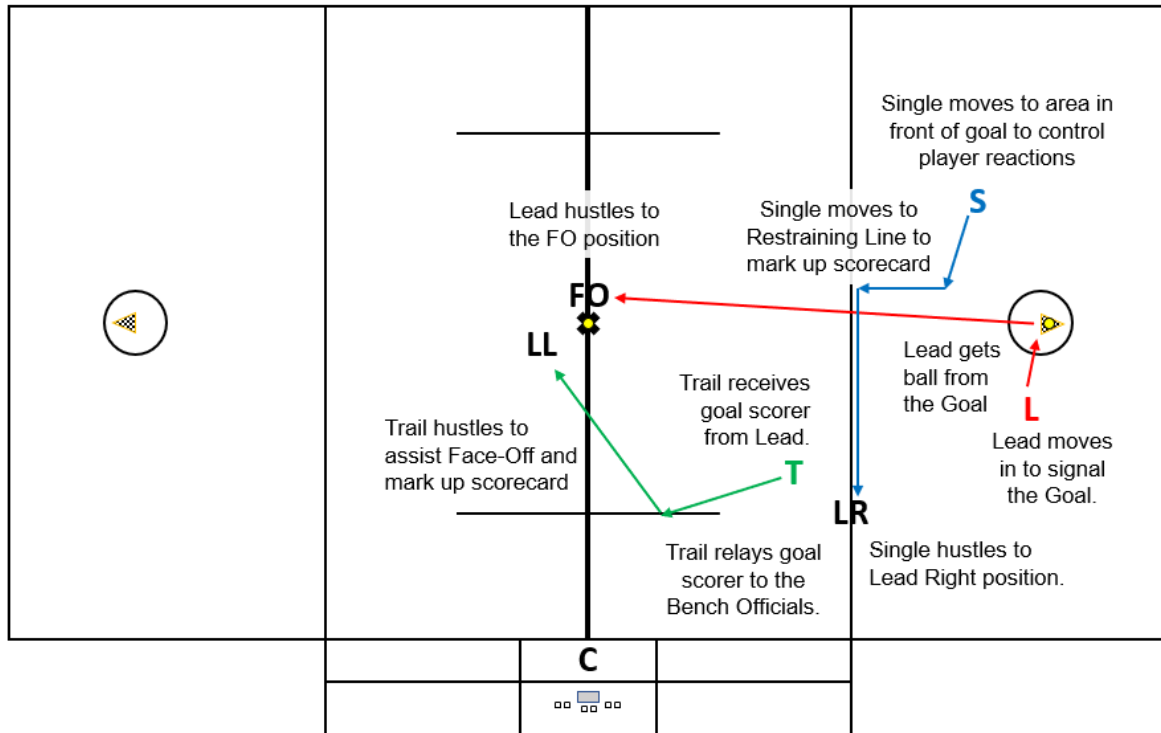 Single moves to area in
front of goal to control
player reactions
S
Lead hustles to
the FO position
Single moves to
Restraining Line to
mark up scorecard
FO
LL
Lead gets
ball from
the Goal
L
Lead moves
in to signal
the Goal.
Trail receives
goal scorer
from Lead.
T
Trail hustles to
assist Face-Off and
mark up scorecard
LR
Trail relays goal
scorer to the
Bench Officials.
Single hustles to
Lead Right position.
C